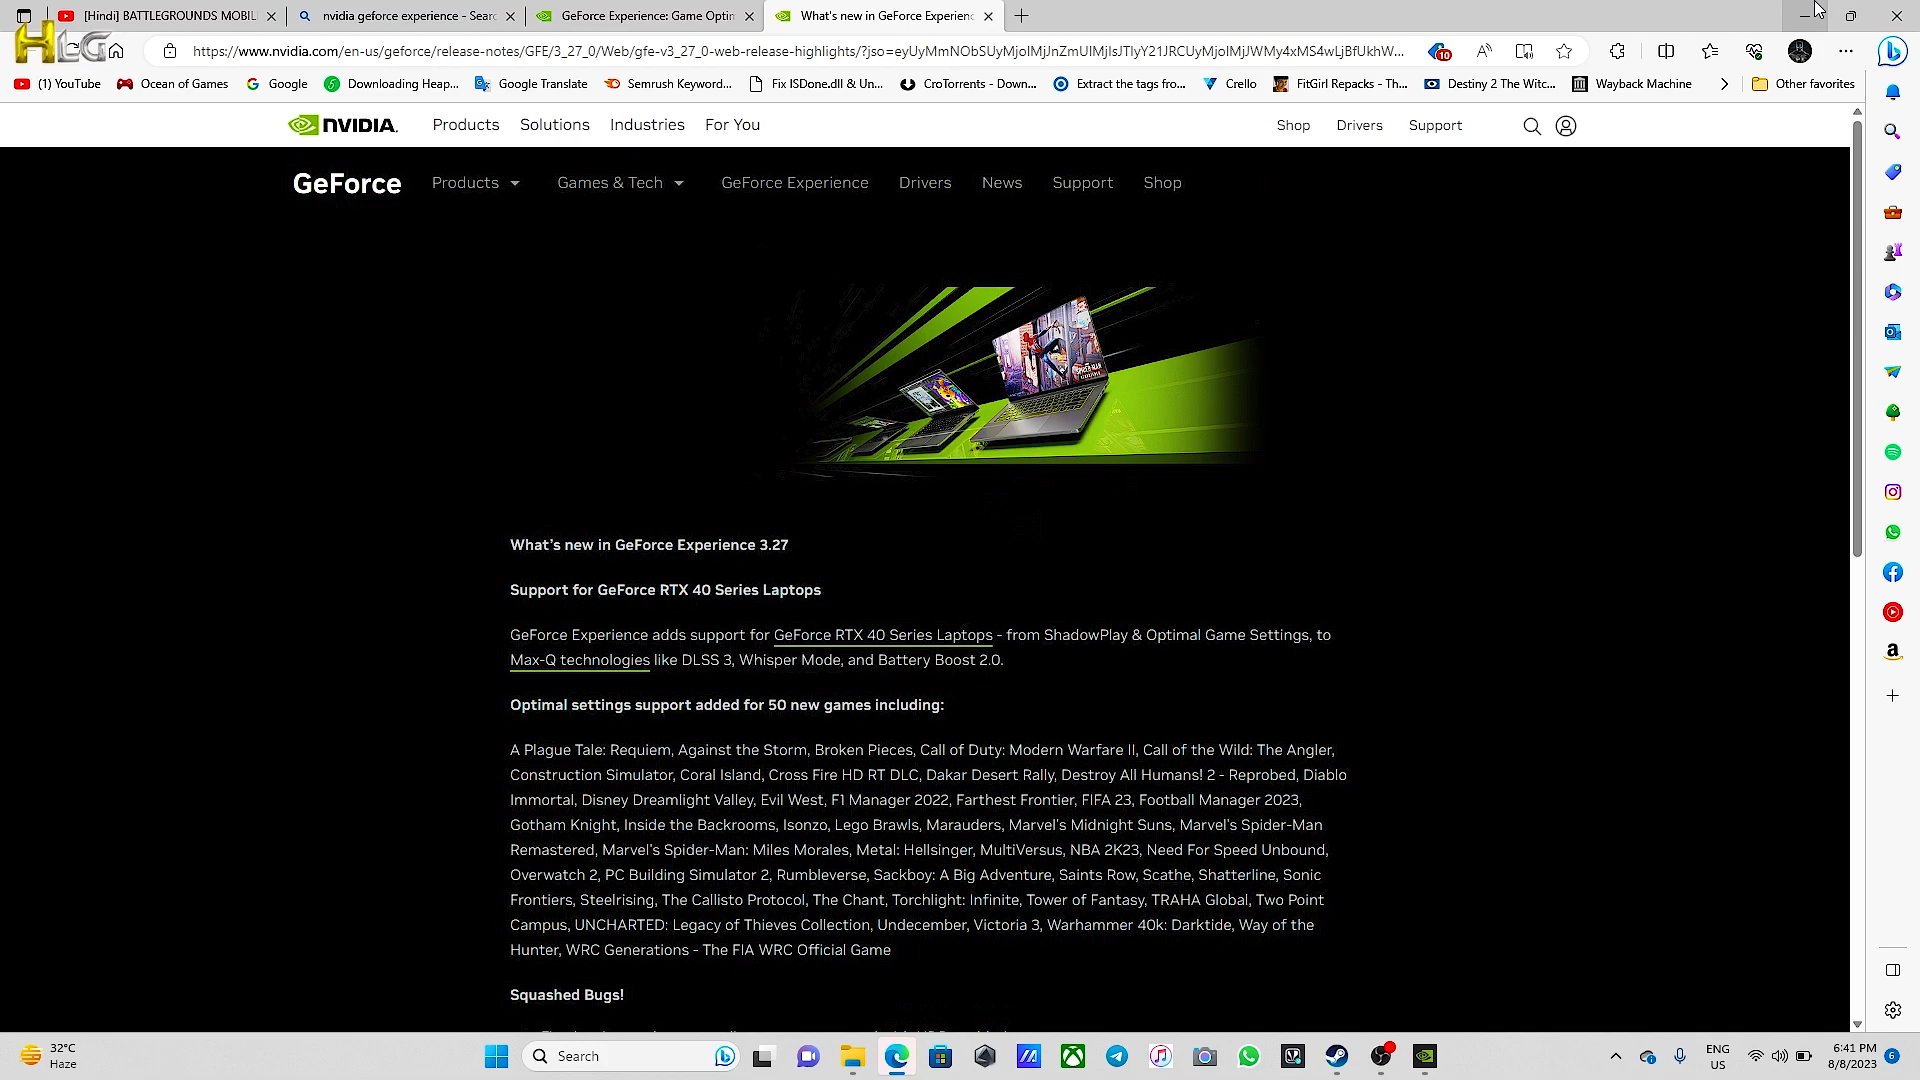 [Hindi] BATTLEGROUNDS MOBIL
nvidia geforce experience - Sear
GeForce Experience: Game Optim
What's new in GeForce Experienc
HLG
https://www.nvidia.com/en-us/geforce/release-notes/GFE/3_27_0/Web/gfe-v3_27_0-web-release-highlights/?jso=eyUyMmNObSUyMjolMjJnZmUlMjIsJTIyY21JRCUyMjolMjJWMy4xMS4wLjBfUkhW...
10
(1) YouTube
Ocean of Games
Google
Downloading Heap...
Google Translate
Semrush Keyword...
Fix ISDone.dll & Un...
CroTorrents - Down...
Extract the tags fro...
Crello
FitGirl Repacks - Th...
Destiny 2 The Witc...
Wayback Machine
Other favorites
NVIDIA.
Products
Solutions
Industries
For You
Shop
Drivers
Support
GeForce
Products
Games & Tech
GeForce Experience
Drivers
News
Support
Shop
What's new in GeForce Experience 3.27
Support for GeForce RTX 40 Series Laptops
GeForce Experience adds support for GeForce RTX 40 Series Laptops - from ShadowPlay & Optimal Game Settings, to
Max-Q technologies like DLSS 3, Whisper Mode, and Battery Boost 2.0.
Optimal settings support added for 50 new games including:
A Plague Tale: Requiem, Against the Storm, Broken Pieces, Call of Duty: Modern Warfare II, Call of the Wild: The Angler,
Construction Simulator, Coral Island, Cross Fire HD RT DLC, Dakar Desert Rally, Destroy All Humans! 2 - Reprobed, Diablo
Immortal, Disney Dreamlight Valley, Evil West, F1 Manager 2022, Farthest Frontier, FIFA 23, Football Manager 2023,
Gotham Knight, Inside the Backrooms, Isonzo, Lego Brawls, Marauders, Marvel's Midnight Suns, Marvel's Spider-Man
Remastered, Marvel's Spider-Man: Miles Morales, Metal: Hellsinger, MultiVersus, NBA 2K23, Need For Speed Unbound,
Overwatch 2, PC Building Simulator 2, Rumbleverse, Sackboy: A Big Adventure, Saints Row, Scathe, Shatterline, Sonic
Frontiers, Steelrising, The Callisto Protocol, The Chant, Torchlight: Infinite, Tower of Fantasy, TRAHA Global, Two Point
Campus, UNCHARTED: Legacy of Thieves Collection, Undecember, Victoria 3, Warhammer 40k: Darktide, Way of the
Hunter, WRC Generations - The FIA WRC Official Game
Squashed Bugs!
32°C
Haze
Search
ENG
US
6:41 PM
8/8/2023
6